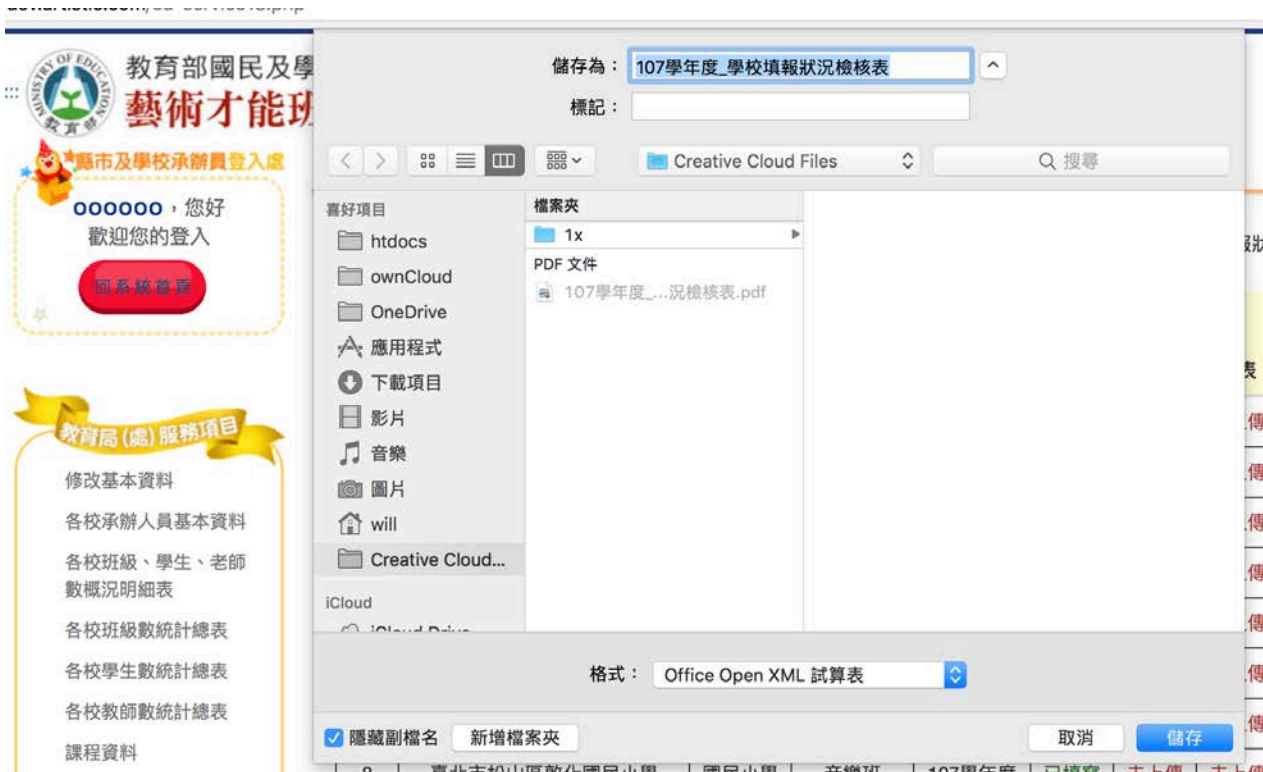 教育部國民及學
藝術才能班
縣市及學校承辦員登入處
OOOOOO，您好
歡迎您的登入
回系統首頁
教育局(處)服務項目
修改基本資料
各校承辦人員基本資料
各校班級、學生、老師
數概況明細表
各校班級數統計總表
各校學生數統計總表
各校教師數統計總表
課程資料
儲存為：
107學年度_學校填報狀況檢核表
標記：
Creative Cloud Files
搜尋
喜好項目
htdocs
ownCloud
OneDrive
應用程式
下載項目
影片
音樂
圖片
will
Creative Cloud...
iCloud
檔案夾
1x
PDF 文件
107學年度_...況檢核表.pdf
格式：
Office Open XML 試算表
隱藏副檔名
新增檔案夾
取消
儲存
表
傳
傳
傳
傳
傳
傳
傳